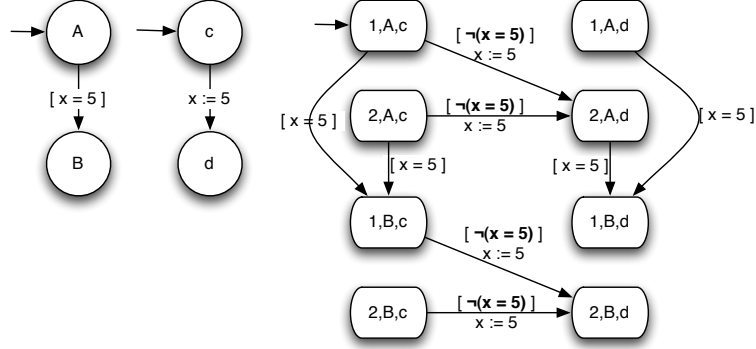 A
[ x = 5 ]
B
c
x := 5
d
1,A,c
[ ¬(x = 5) ]
x := 5
1,A,d
2,A,c
[ ¬(x = 5) ]
x := 5
2,A,d
[ x = 5 ]
[ x = 5 ]
[ x = 5 ]
[ x = 5 ]
1,B,c
[ ¬(x = 5) ]
x := 5
1,B,d
2,B,c
[ ¬(x = 5) ]
x := 5
2,B,d